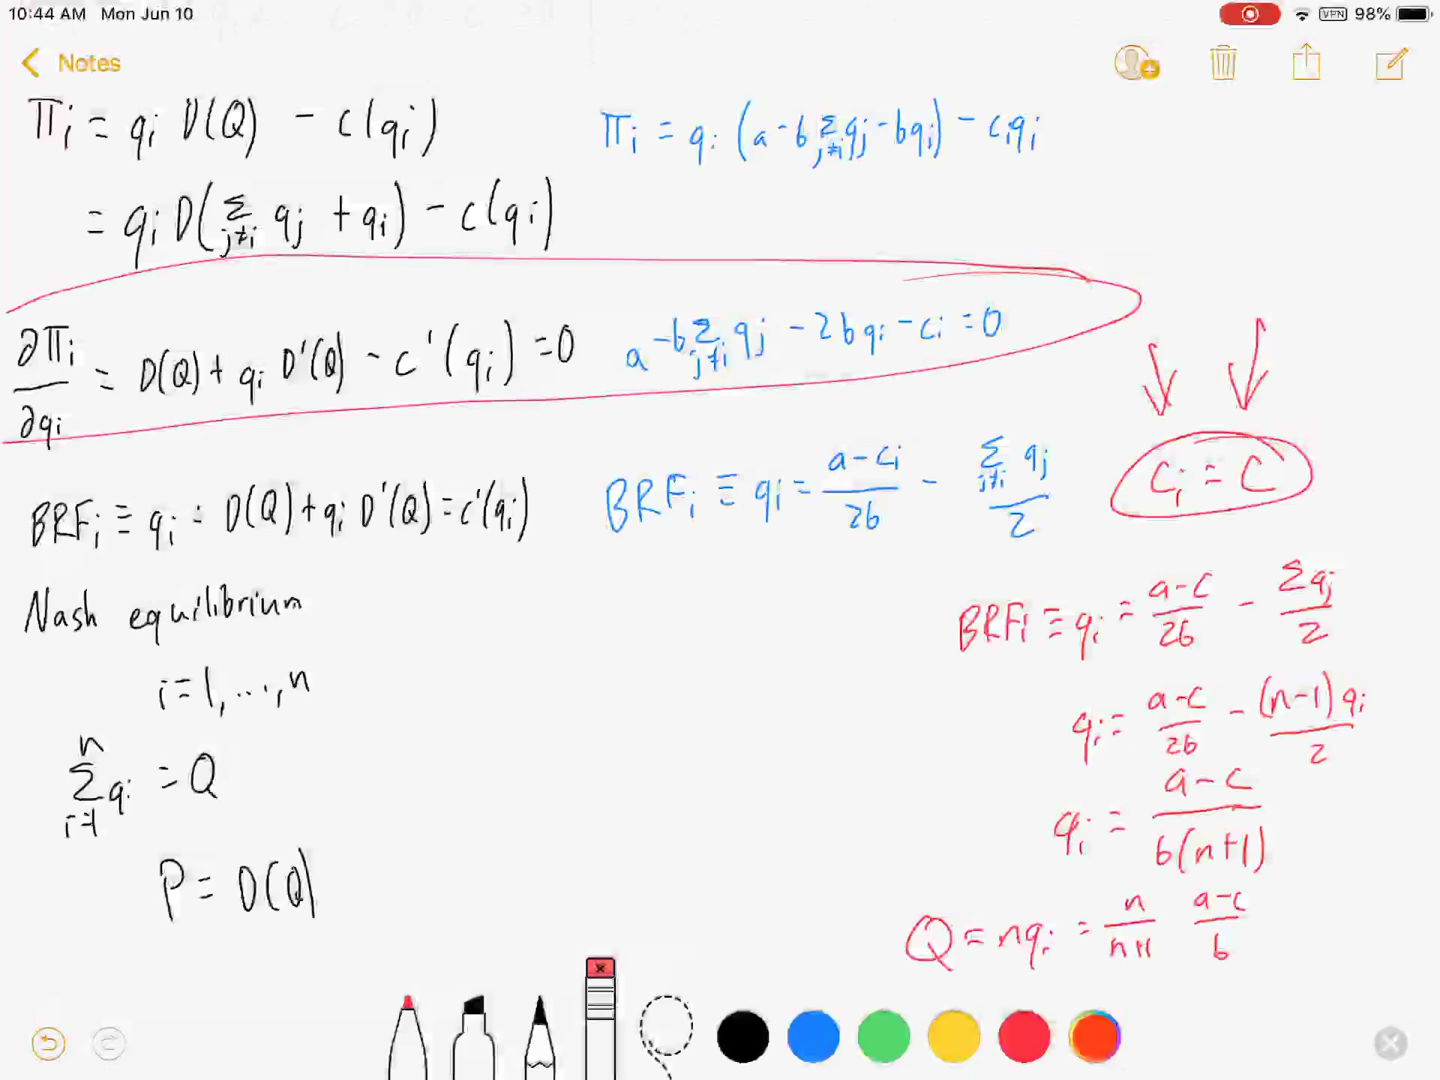 10:44 AM Mon Jun 10
VPN 98%
Notes
Πi = qi D(Q) - c(qi)
= qi D(Σj≠i qj + qi) - c(qi)
∂Πi/∂qi = D(Q) + qi D'(Q) - c'(qi) = 0
BRFi ≡ qi : D(Q) + qi D'(Q) = c'(qi)
Nash equilibrium
i = 1, ..., n
Σi=1^n qi = Q
P = D(Q)
Πi = qi (a - b Σj≠i qj - bqi) - ciqi
a - b Σj≠i qj - 2bqi - ci = 0
BRFi ≡ qi = (a-ci)/2b - (Σj≠i qj)/2
ci = c
BRFi ≡ qi = (a-c)/2b - Σqj/2
qi = (a-c)/2b - (n-1)qi/2
qi = (a-c)/b(n+1)
Q = nqi = n/(n+1) (a-c)/b